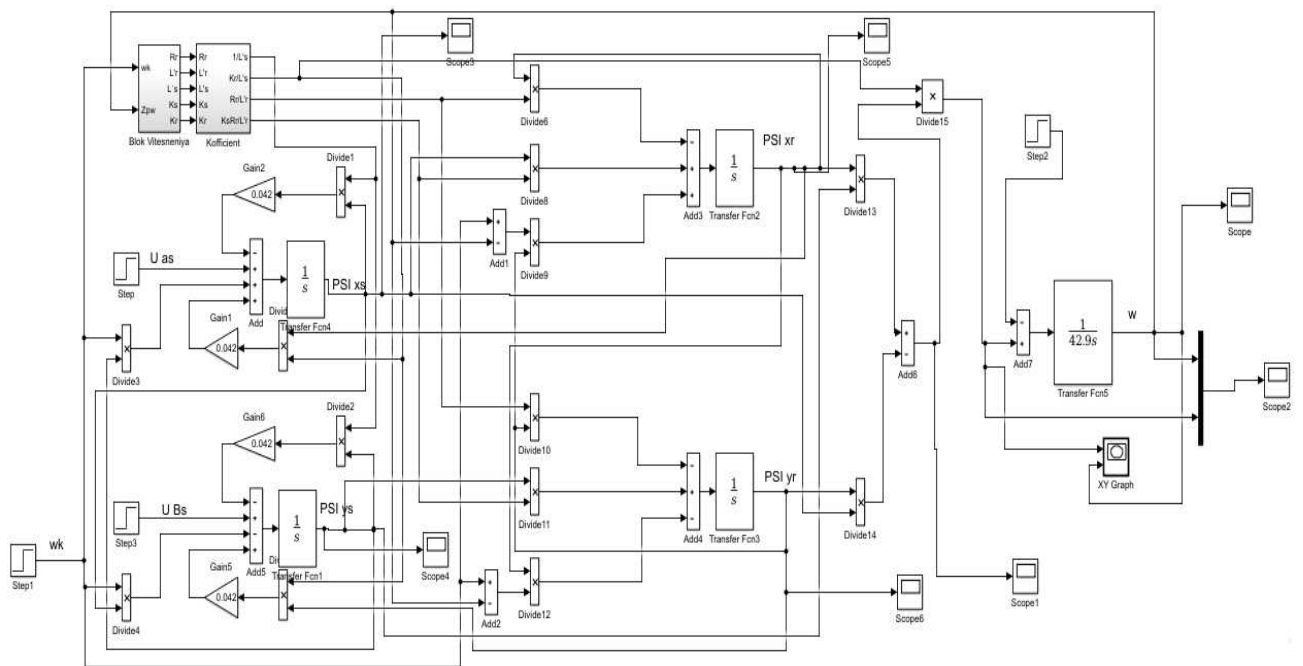 Scope3
Scope5
wk
Zpw
Rr
L'r
L's
Ks
Kr
Rr
L'r
L's
Ks
Kr
1/L's
Kr/L's
Rr/L'r
KsRr/L'r
Blok Vitesneniya
Kofficient
Divide6
Divide15
Step2
Gain2
0.042
Divide1
Divide8
PSI xr
1
s
Add3
Transfer Fcn2
Divide13
Scope
Add1
Divide9
U as
Step
Add
1
s
PSI xs
Transfer Fcn4
Gain1
0.042
Divide3
Add6
Add7
1
42.9s
w
Transfer Fcn5
Scope2
Gain6
0.042
Divide2
Divide10
XY Graph
PSI yr
1
s
Add4
Transfer Fcn3
Divide11
Divide14
U Bs
Step3
Add5
1
s
PSI ys
Transfer Fcn1
Scope4
wk
Step1
Gain5
0.042
Divide4
Add2
Divide12
Scope6
Scope1